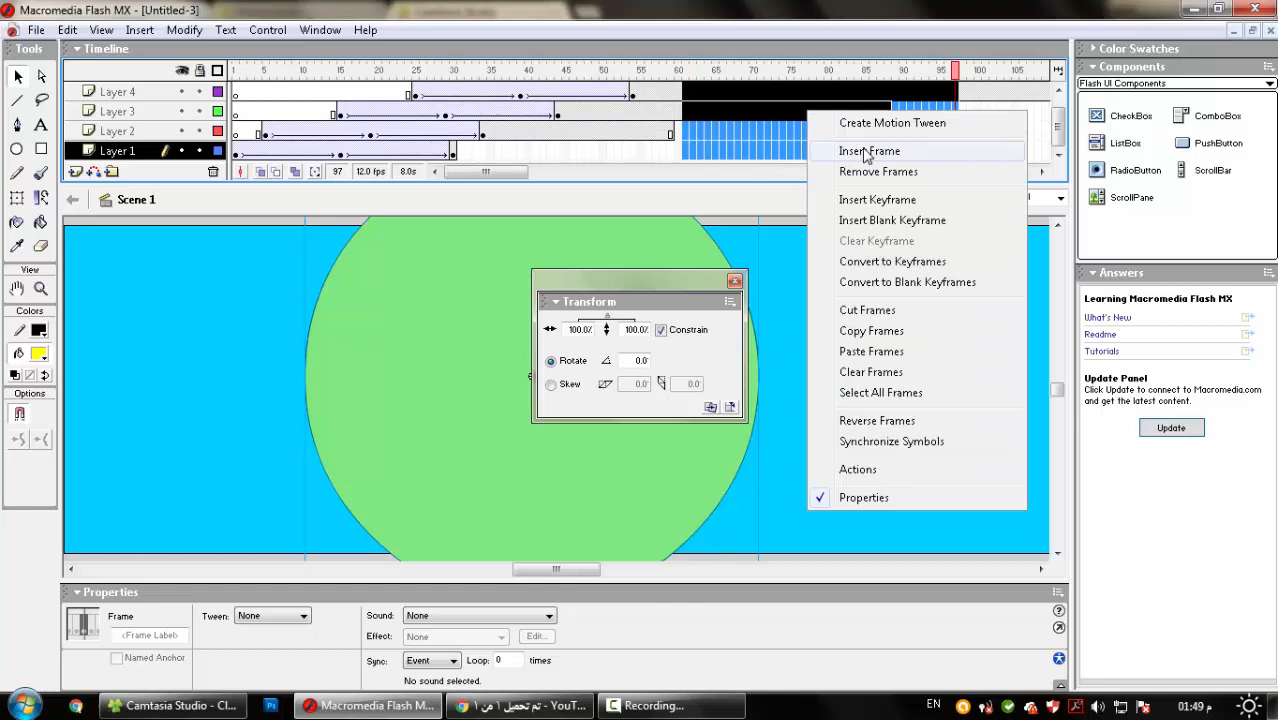 Macromedia Flash MX - [Untitled-3]
File Edit View Insert Modify Text Control Window Help
Tools
Timeline
1 5 10 15 20 25 30 35 40 45 50 55 60 65 70 75 80 85 90 95 100 105
Layer 4
Layer 3
Layer 2
Layer 1
97 12.0 fps 8.0s
Scene 1
View
Colors
Options
Transform
100.0% 100.0% Constrain
Rotate 0.0°
Skew 0.0° 0.0°
Create Motion Tween
Insert Frame
Remove Frames
Insert Keyframe
Insert Blank Keyframe
Clear Keyframe
Convert to Keyframes
Convert to Blank Keyframes
Cut Frames
Copy Frames
Paste Frames
Clear Frames
Select All Frames
Reverse Frames
Synchronize Symbols
Actions
Properties
Color Swatches
Components
Flash UI Components
CheckBox ComboBox
ListBox PushButton
RadioButton ScrollBar
ScrollPane
Answers
Learning Macromedia Flash MX
What's New
Readme
Tutorials
Update Panel
Click Update to connect to Macromedia.com
and get the latest content.
Update
Properties
Frame Tween: None Sound: None
<Frame Label> Effect: None Edit...
Named Anchor Sync: Event Loop: 0 times
No sound selected.
Camtasia Studio - Cl... Macromedia Flash M... تم تحميل ١ من ١ - YouT... Recording... EN 01:49 م